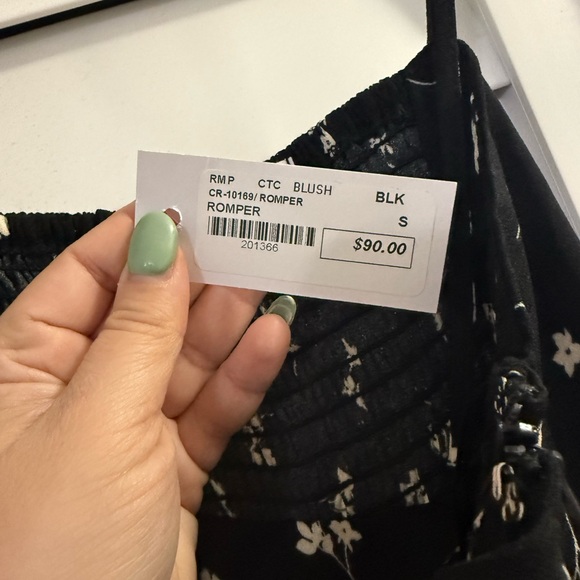 RMP CTC BLUSH BLK
CR-10169/ ROMPER
ROMPER S
201366 $90.00